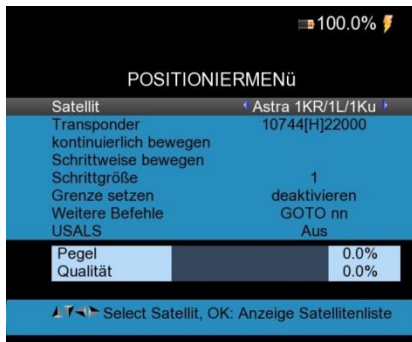 100.0%
POSITIONIERMENü
Satellit Astra 1KR/1L/1Ku
Transponder 10744[H]22000
kontinuierlich bewegen
Schrittweise bewegen
Schrittgröße 1
Grenze setzen deaktivieren
Weitere Befehle GOTO nn
USALS Aus
Pegel 0.0%
Qualität 0.0%
Select Satellit, OK: Anzeige Satellitenliste